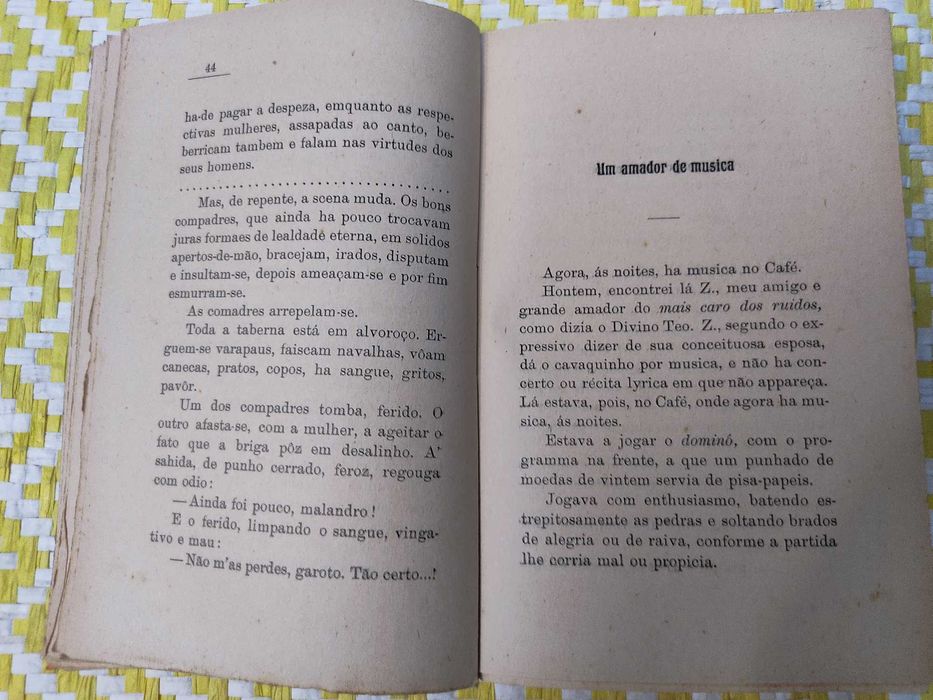 44
ha-de pagar a despeza, emquanto as respe-
ctivas mulheres, assapadas ao canto, be-
berricam tambem e falam nas virtudes dos
seus homens.
. . . . . . . . . . . . . . . . . . . . . . . . . . . . . . . . . .
Mas, de repente, a scena muda. Os bons
compadres, que ainda ha pouco trocavam
juras formaes de lealdade eterna, em solidos
apertos-de-mão, bracejam, irados, disputam
e insultam-se, depois ameaçam-se e por fim
esmurram-se.
As comadres arrepelam-se.
Toda a taberna está em alvoroço. Er-
guem-se varapaus, faiscam navalhas, vôam
canecas, pratos, copos, ha sangue, gritos,
pavôr.
Um dos compadres tomba, ferido. O
outro afasta-se, com a mulher, a ageitar o
fato que a briga pôz em desalinho. A'
sahida, de punho cerrado, feroz, regouga
com odio:
—Ainda foi pouco, malandro!
E o ferido, limpando o sangue, vinga-
tivo e mau:
—Não m'as perdes, garoto. Tão certo...!
Um amador de musica
Agora, ás noites, ha musica no Café.
Hontem, encontrei lá Z., meu amigo e
grande amador do mais caro dos ruidos,
como dizía o Divino Teo. Z., segundo o ex-
pressivo dizer de sua conceituosa esposa,
dá o cavaquinho por musica, e não ha con-
certo ou récita lyrica em que não appareça.
Lá estava, pois, no Café, onde agora ha mu-
sica, ás noites.
Estava a jogar o dominô, com o pro-
gramma na frente, a que um punhado de
moedas de vintem servia de pisa-papeis.
Jogava com enthusiasmo, batendo es-
trepitosamente as pedras e soltando brados
de alegria ou de raiva, conforme a partida
lhe corria mal ou propicia.